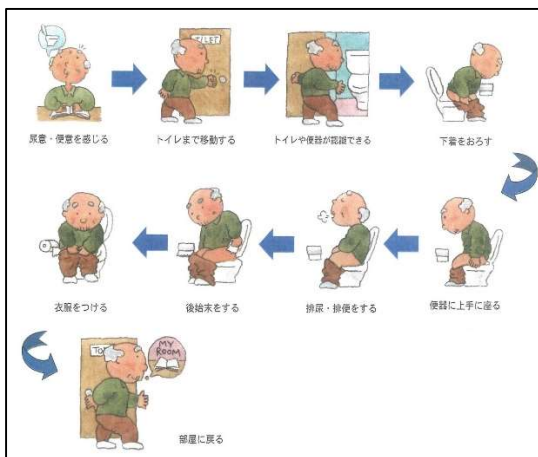 TOILET
尿意・便意を感じる
トイレまで移動する
トイレや便器が認識できる
下着をおろす
便器に上手に座る
排尿・排便をする
後始末をする
衣服をつける
MY
ROOM
部屋に戻る